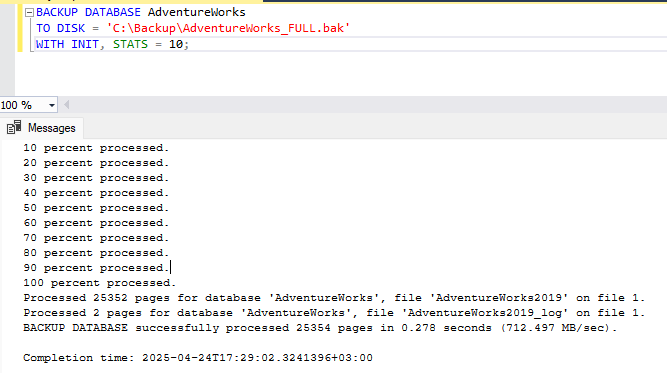 BACKUP DATABASE AdventureWorks
TO DISK = 'C:\Backup\AdventureWorks_FULL.bak'
WITH INIT, STATS = 10;
100 %
Messages
10 percent processed.
20 percent processed.
30 percent processed.
40 percent processed.
50 percent processed.
60 percent processed.
70 percent processed.
80 percent processed.
90 percent processed.
100 percent processed.
Processed 25352 pages for database 'AdventureWorks', file 'AdventureWorks2019' on file 1.
Processed 2 pages for database 'AdventureWorks', file 'AdventureWorks2019_log' on file 1.
BACKUP DATABASE successfully processed 25354 pages in 0.278 seconds (712.497 MB/sec).
Completion time: 2025-04-24T17:29:02.3241396+03:00